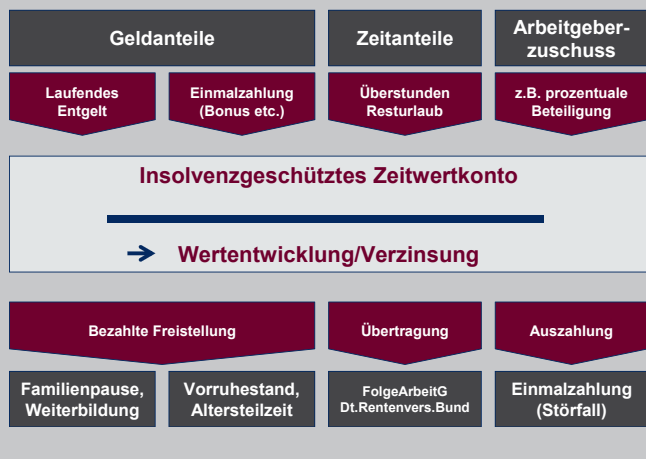 Geldanteile
Zeitanteile
Arbeitgeber-
zuschuss
Laufendes
Entgelt
Einmalzahlung
(Bonus etc.)
Überstunden
Resturlaub
z.B. prozentuale
Beteiligung
Insolvenzgeschütztes Zeitwertkonto
Wertentwicklung/Verzinsung
Bezahlte Freistellung
Übertragung
Auszahlung
Familienpause,
Weiterbildung
Vorruhestand,
Altersteilzeit
FolgeArbeitG
Dt.Rentenvers.Bund
Einmalzahlung
(Störfall)